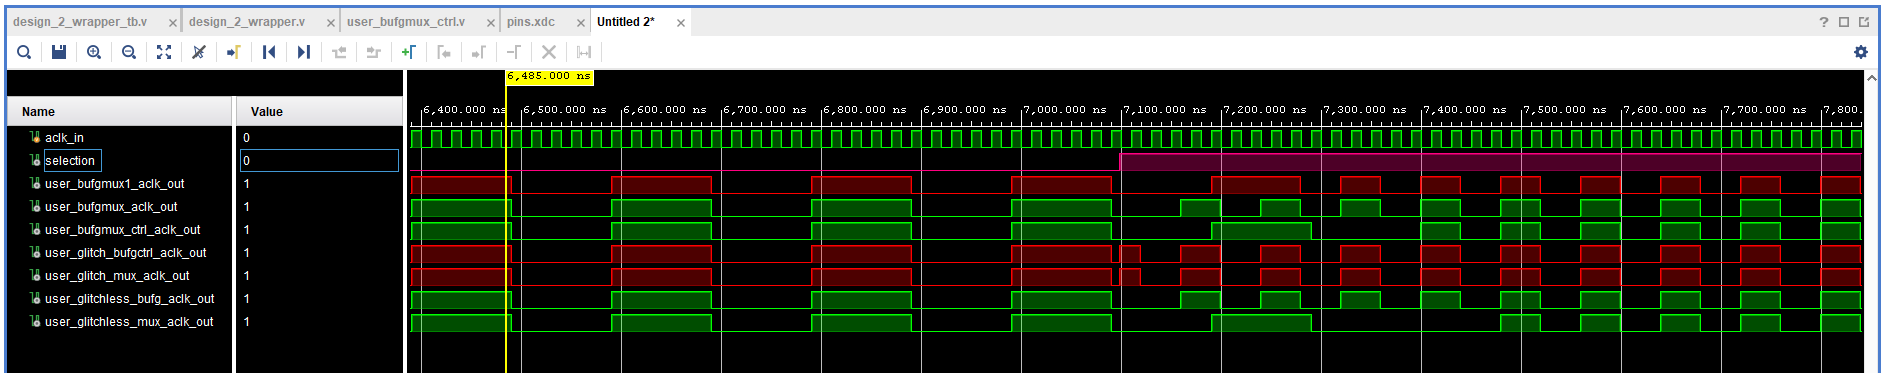 design_2_wrapper_tb.v × design_2_wrapper.v × user_bufgmux_ctrl.v × pins.xdc × Untitled 2* × ?
6,485.000 ns
Name Value
6,400.000 ns 6,500.000 ns 6,600.000 ns 6,700.000 ns 6,800.000 ns 6,900.000 ns 7,000.000 ns 7,100.000 ns 7,200.000 ns 7,300.000 ns 7,400.000 ns 7,500.000 ns 7,600.000 ns 7,700.000 ns 7,800.
aclk_in 0
selection 0
user_bufgmux1_aclk_out 1
user_bufgmux_aclk_out 1
user_bufgmux_ctrl_aclk_out 1
user_glitch_bufgctrl_aclk_out 1
user_glitch_mux_aclk_out 1
user_glitchless_bufg_aclk_out 1
user_glitchless_mux_aclk_out 1